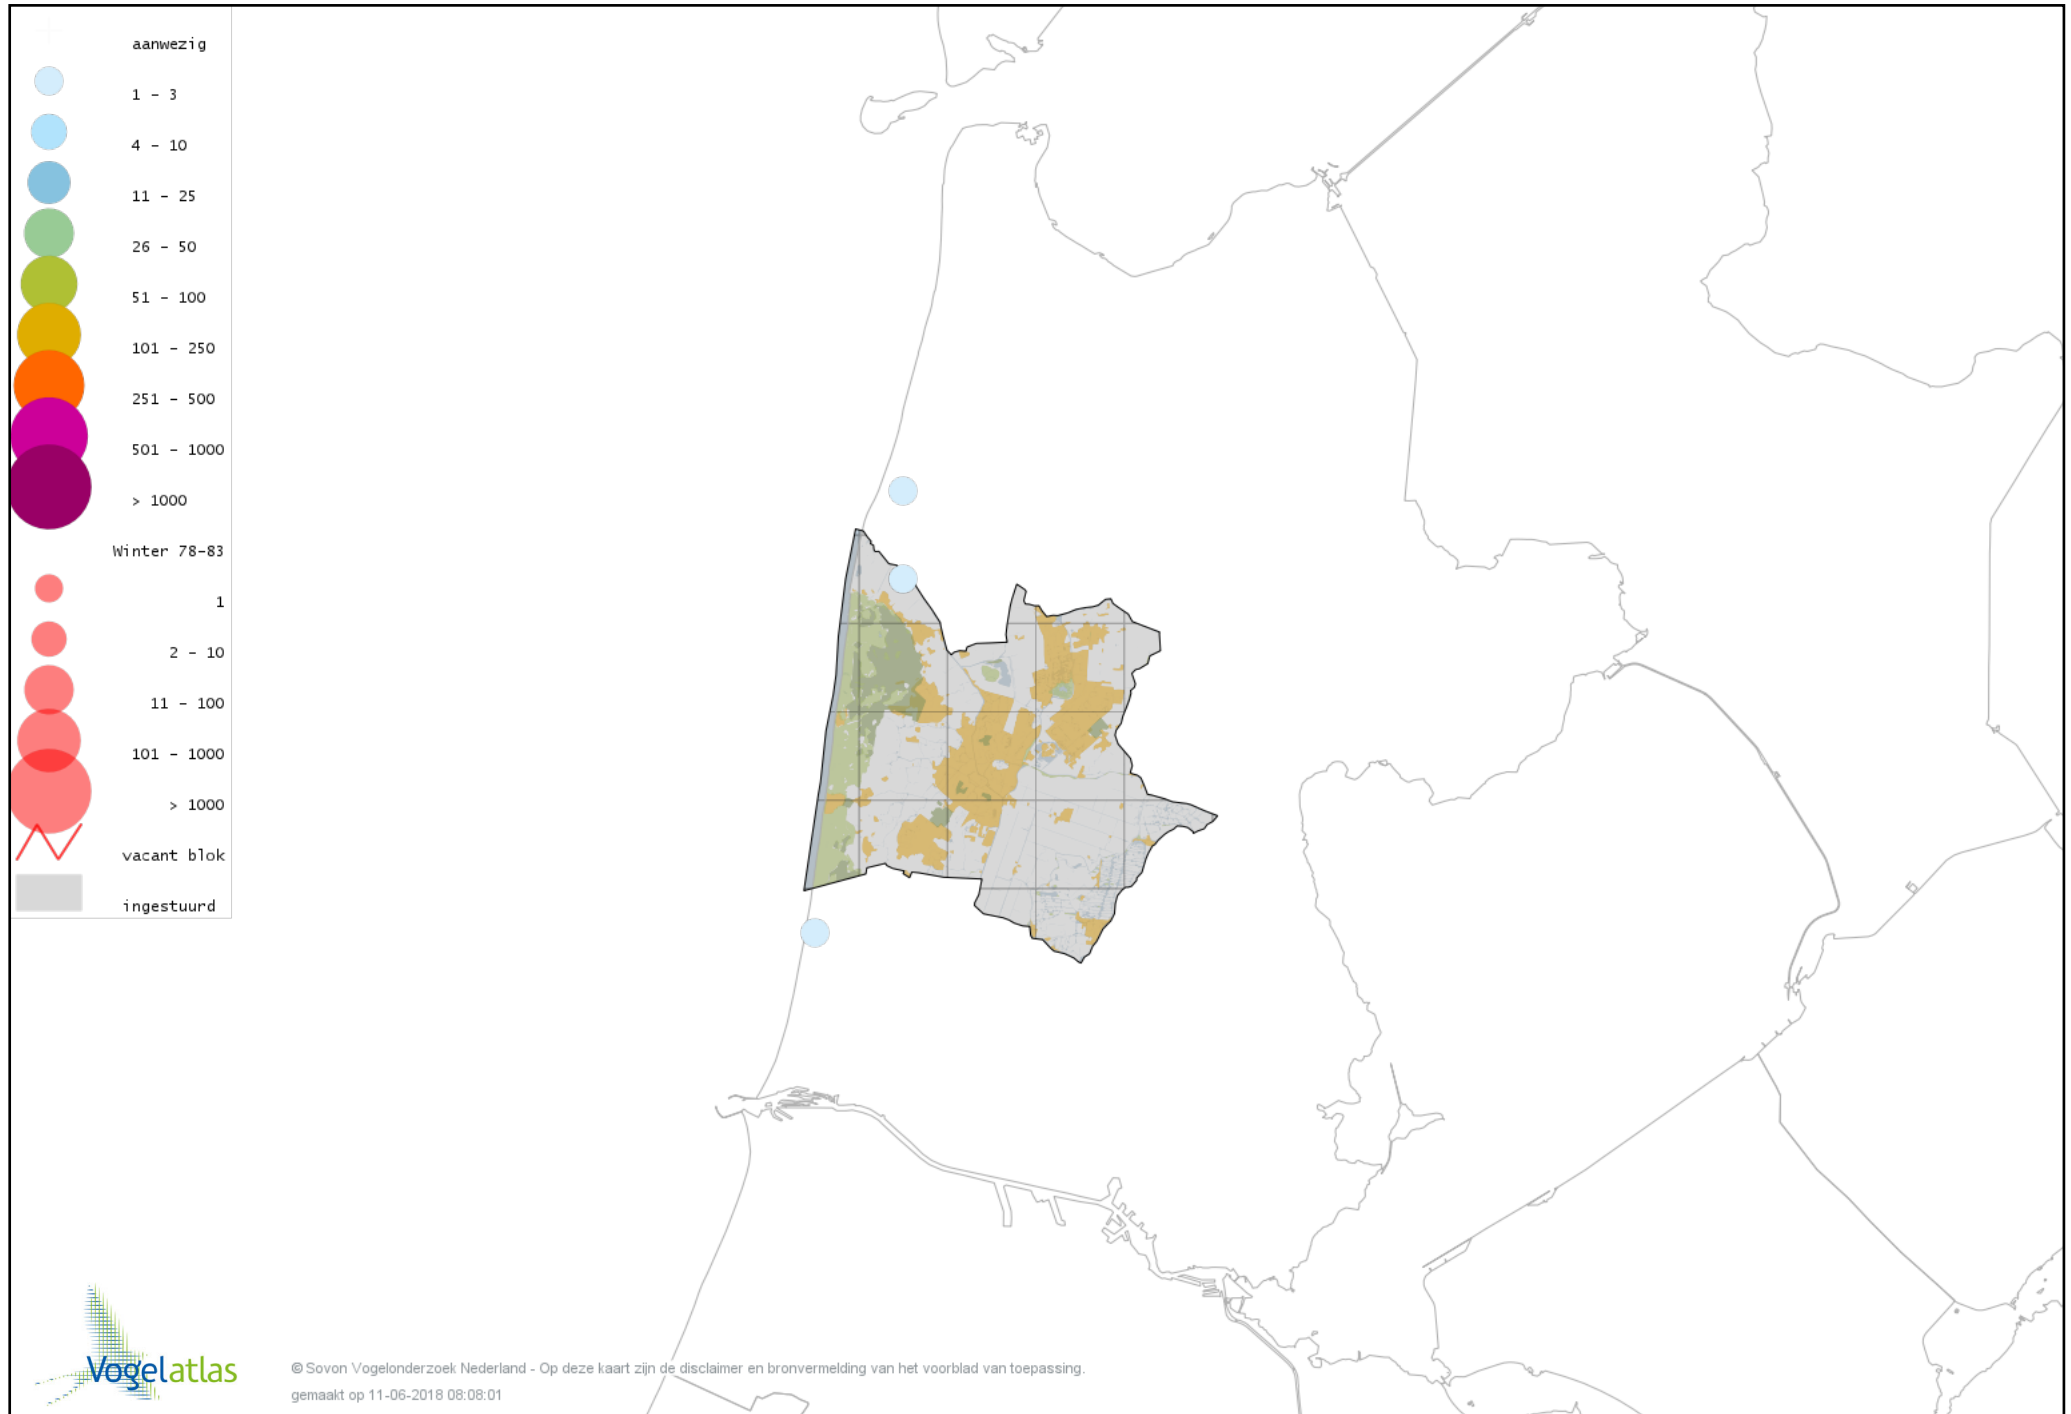 aanwezig
1 - 3
4 - 10
11 - 25
26 - 50
51 - 100
101 - 250
251 - 500
501 - 1000
> 1000
Winter 78-83
1
2 - 10
11 - 100
101 - 1000
> 1000
vacant blok
ingestuurd
Vogelatlas
© Sovon Vogelonderzoek Nederland - Op deze kaart zijn de disclaimer en bronvermelding van het voorblad van toepassing.
gemaakt op 11-06-2018 08:08:01